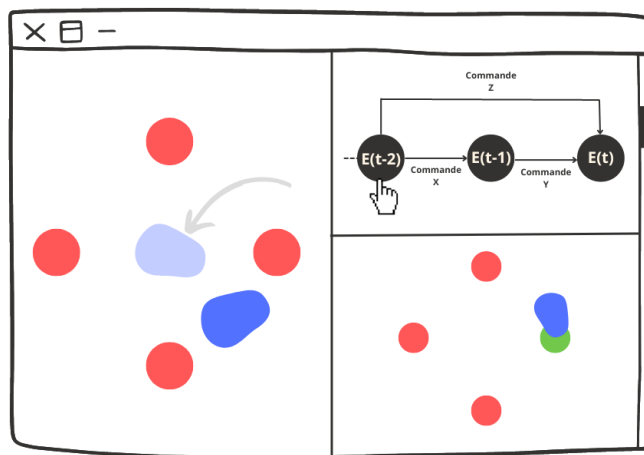 Commande
Z
E(t-2)
E(t-1)
E(t)
Commande
X
Commande
Y